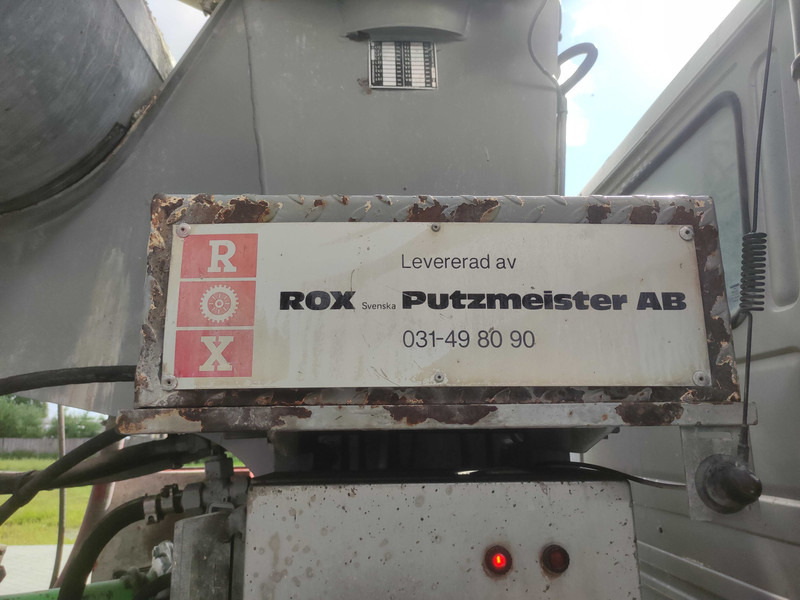 R
X
Levererad av
ROX Svenska Putzmeister AB
031-49 80 90